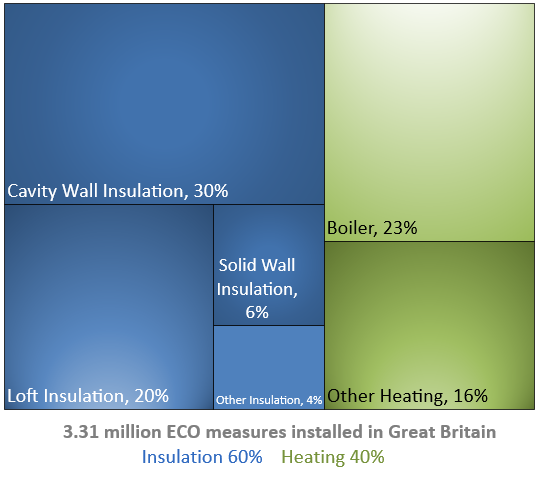 Cavity Wall Insulation, 30%
Boiler, 23%
Solid Wall
Insulation,
6%
Loft Insulation, 20%
Other Insulation, 4%
Other Heating, 16%
3.31 million ECO measures installed in Great Britain
Insulation 60% Heating 40%